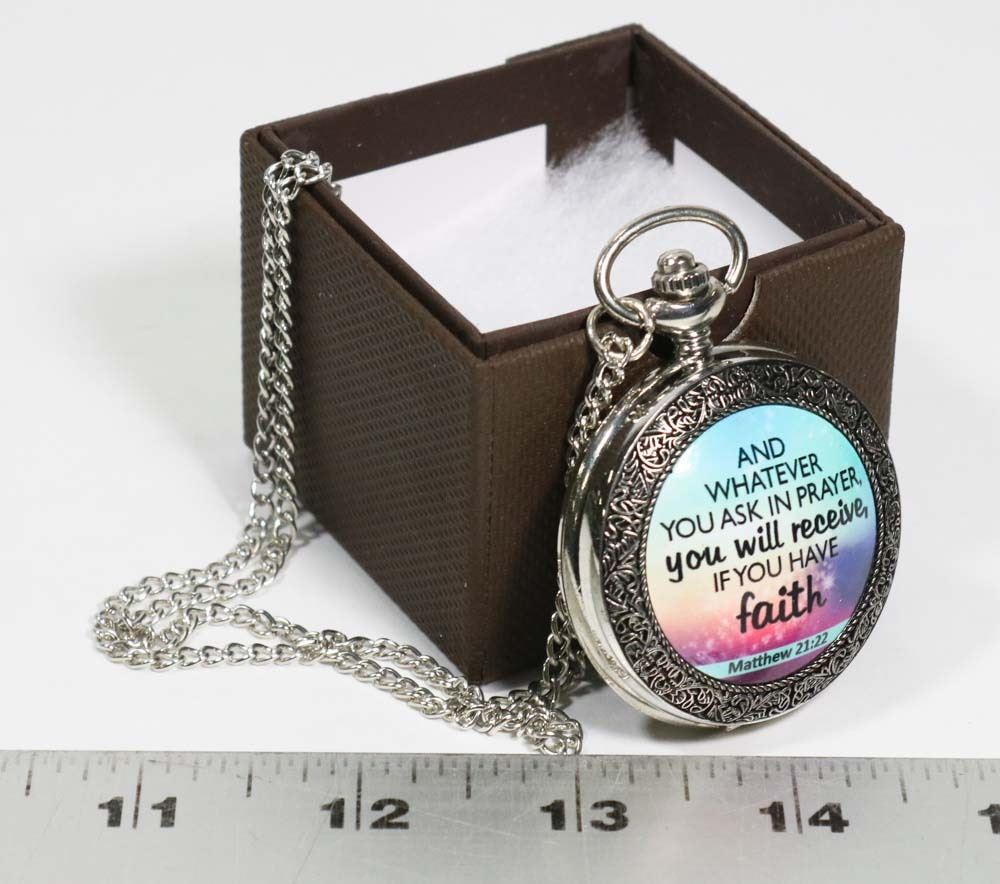 AND
WHATEVER
YOU ASK IN PRAYER,
you will receive,
IF YOU HAVE
faith
Matthew 21:22
11 12 13 14